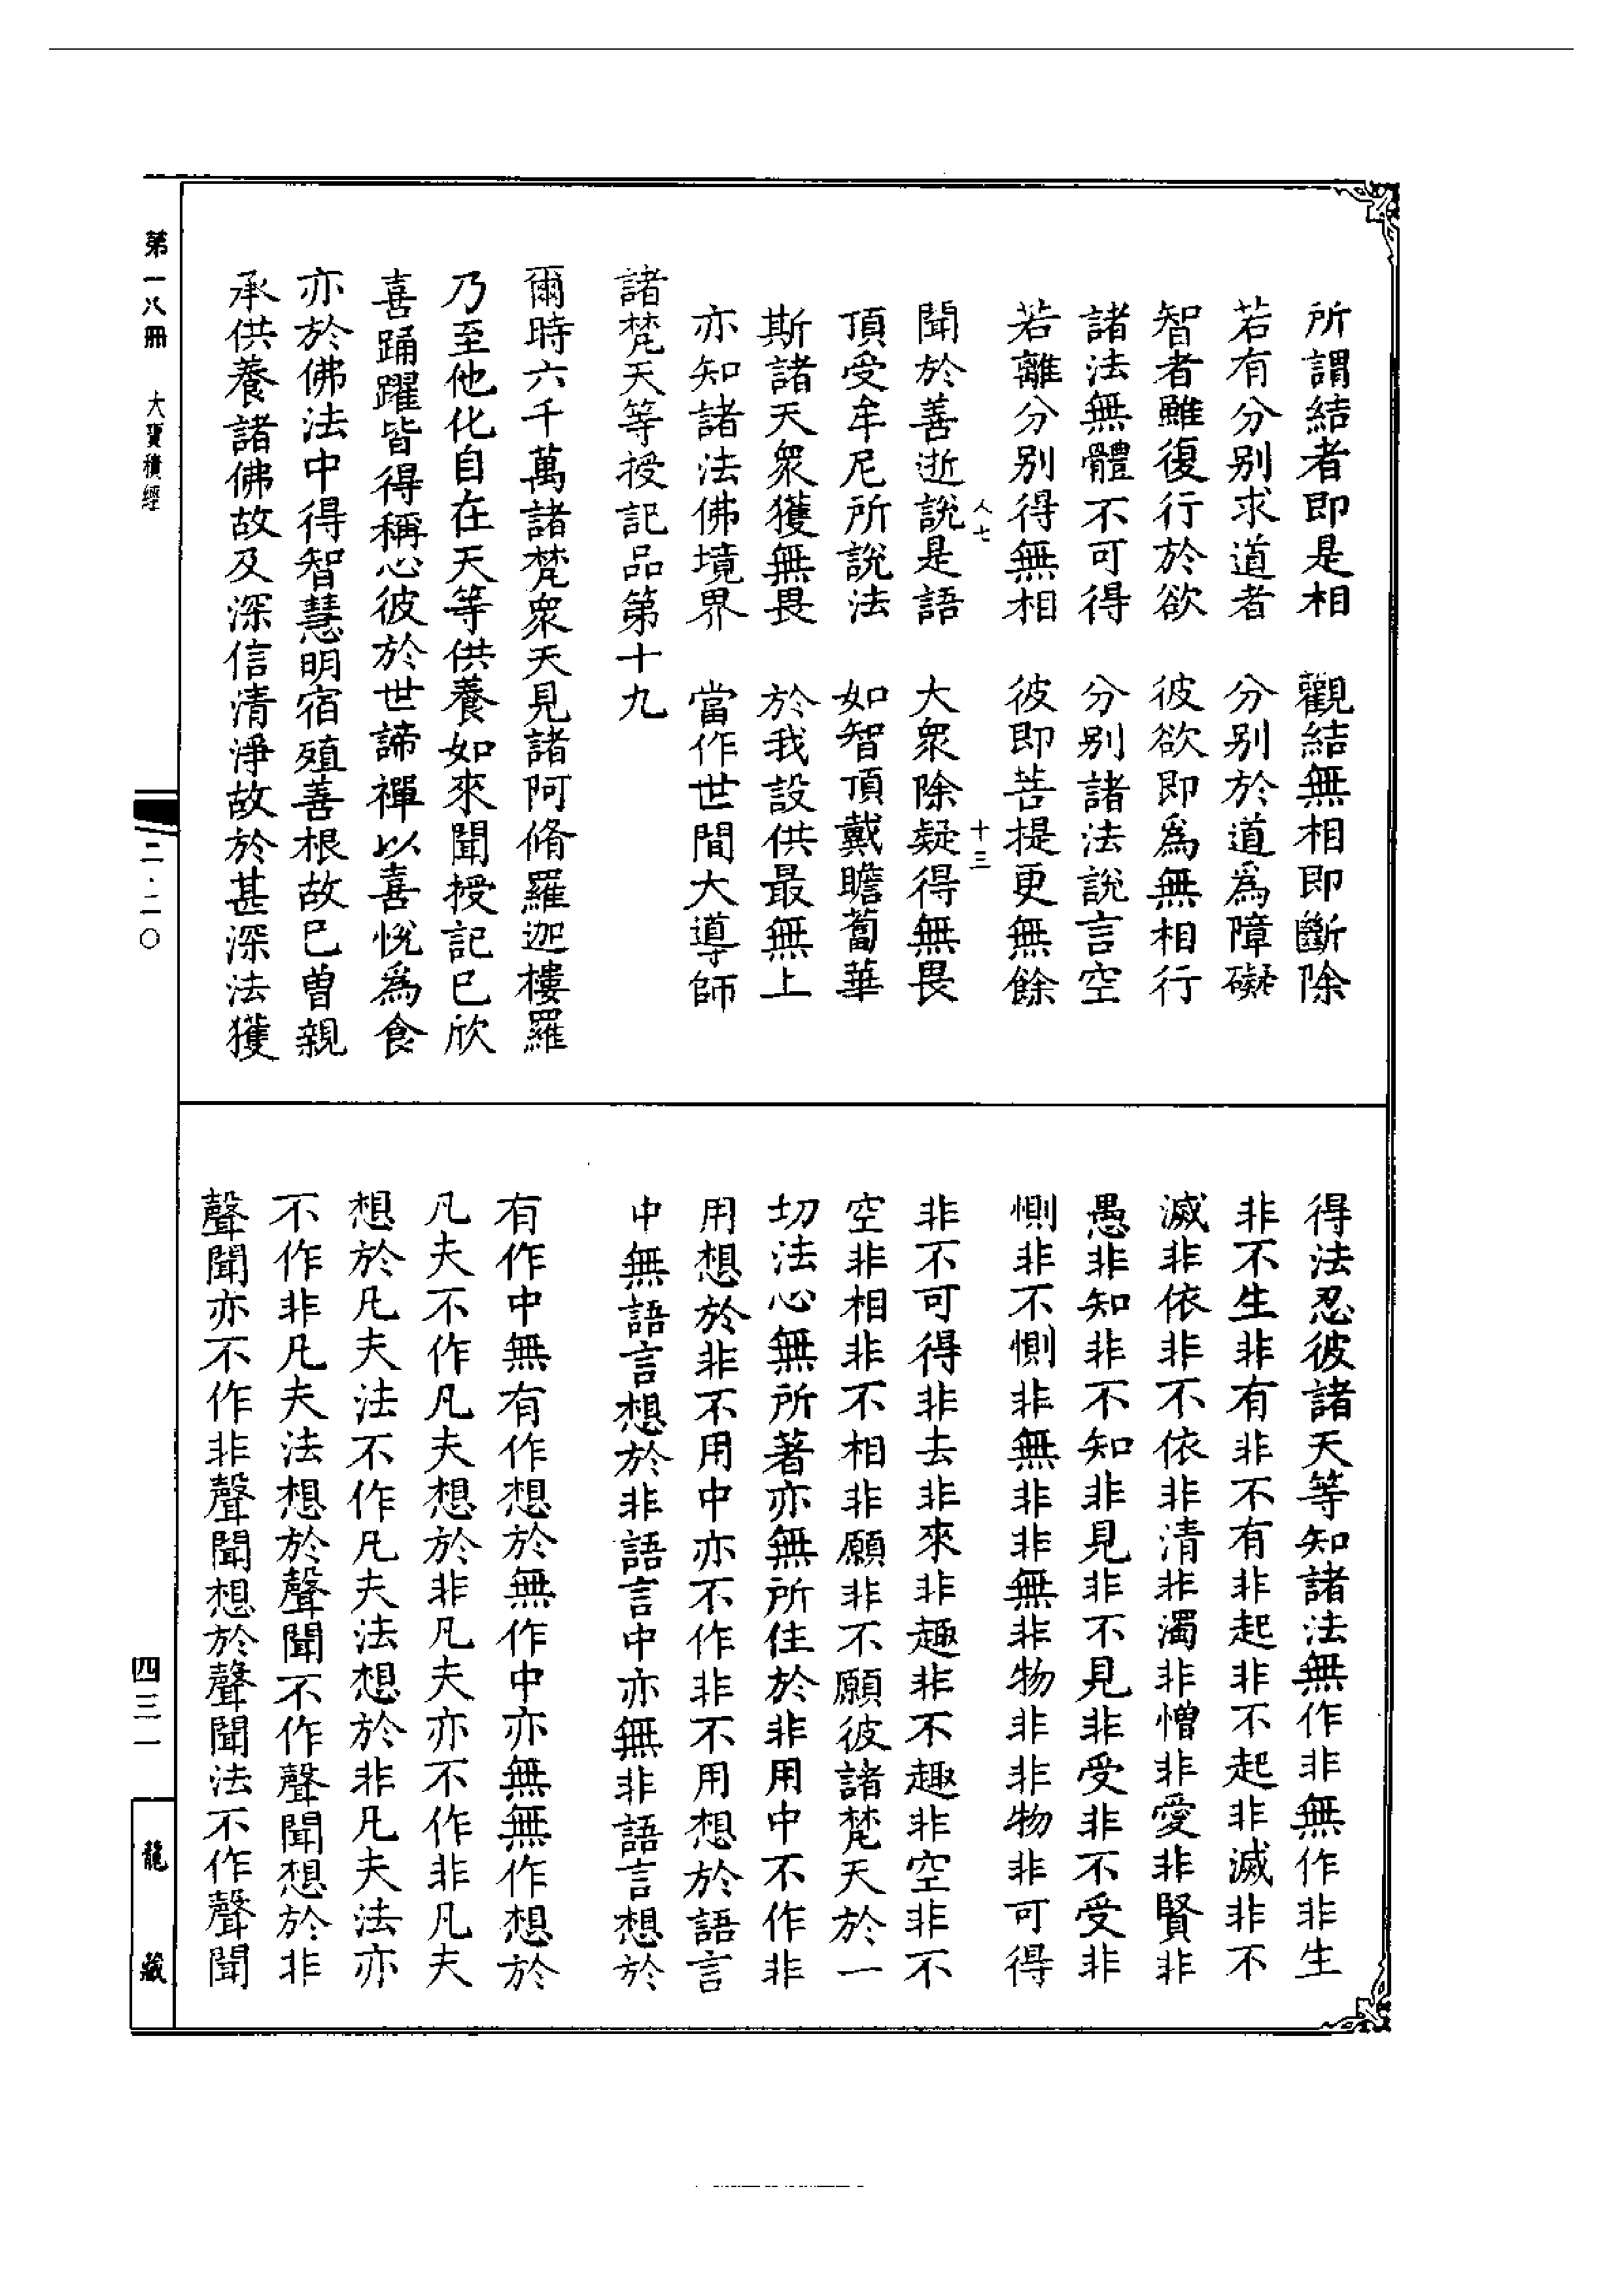 所謂結者即是相　觀結無相即斷除
若有分别求道者　分别於道爲障礙
智者雖復行於欲　彼欲即爲無相行
諸法無體不可得　分别諸法說言空
若離分别得無相　彼即菩提更無餘
人七　十三
聞於善逝說是語　大衆除疑得無畏
頂受牟尼所說法　如智頂戴瞻蔔華
斯諸天衆獲無畏　於我設供最無上
亦知諸法佛境界　當作世間大導師
諸梵天等授記品第十九
爾時六千萬諸梵衆天見諸阿脩羅迦樓羅
乃至他化自在天等供養如來聞授記已欣
喜踊躍皆得稱心彼於世諦禪以喜悅爲食
亦於佛法中得智慧明宿殖善根故已曾親
承供養諸佛故及深信清淨故於甚深法獲
得法忍彼諸天等知諸法無作非無作非生
非不生非有非不有非起非不起非滅非不
滅非依非不依非清非濁非憎非愛非賢非
愚非知非不知非見非不見非受非不受非
惻非不惻非無非非無非物非非物非可得
非不可得非去非來非趣非不趣非空非不
空非相非不相非願非不願彼諸梵天於一
切法心無所著亦無所住於非用中不作非
用想於非不用中亦不作非不用想於語言
中無語言想於非語言中亦無非語言想於
有作中無有作想於無作中亦無無作想於
凡夫不作凡夫想於非凡夫亦不作非凡夫
想於凡夫法不作凡夫法想於非凡夫法亦
不作非凡夫法想於聲聞不作聲聞想於非
聲聞亦不作非聲聞想於聲聞法不作聲聞
第一八冊　大寳積經
二·二〇
四三一
龍藏